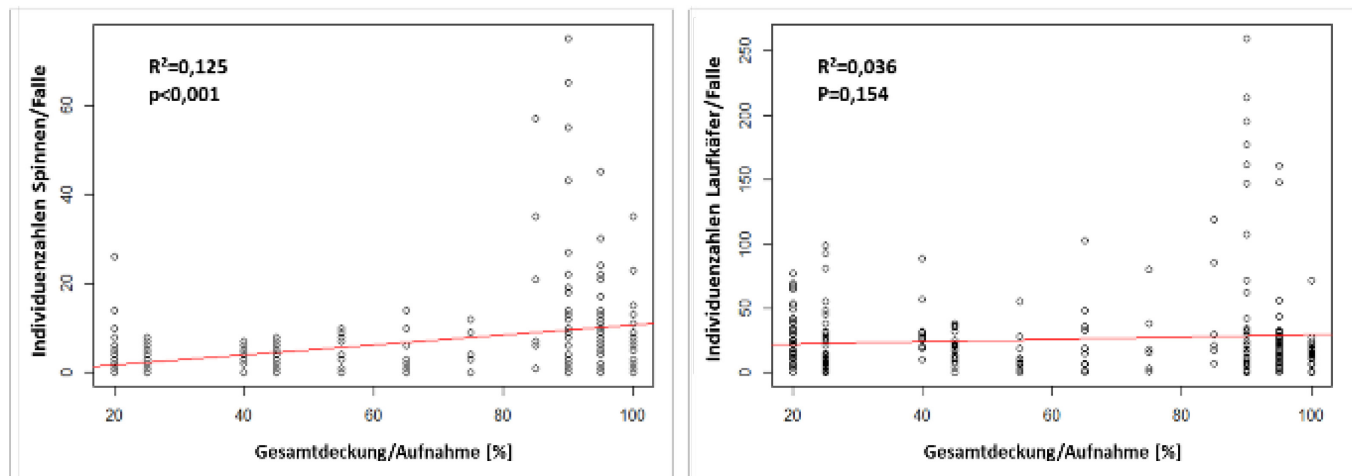 R²=0,125
p<0,001
Individuenzahlen Spinnen/Falle
0
20
40
60
20
40
60
80
100
Gesamtdeckung/Aufnahme [%]
R²=0,036
P=0,154
Individuenzahlen Laufkäfer/Falle
0
50
100
150
200
250
20
40
60
80
100
Gesamtdeckung/Aufnahme [%]